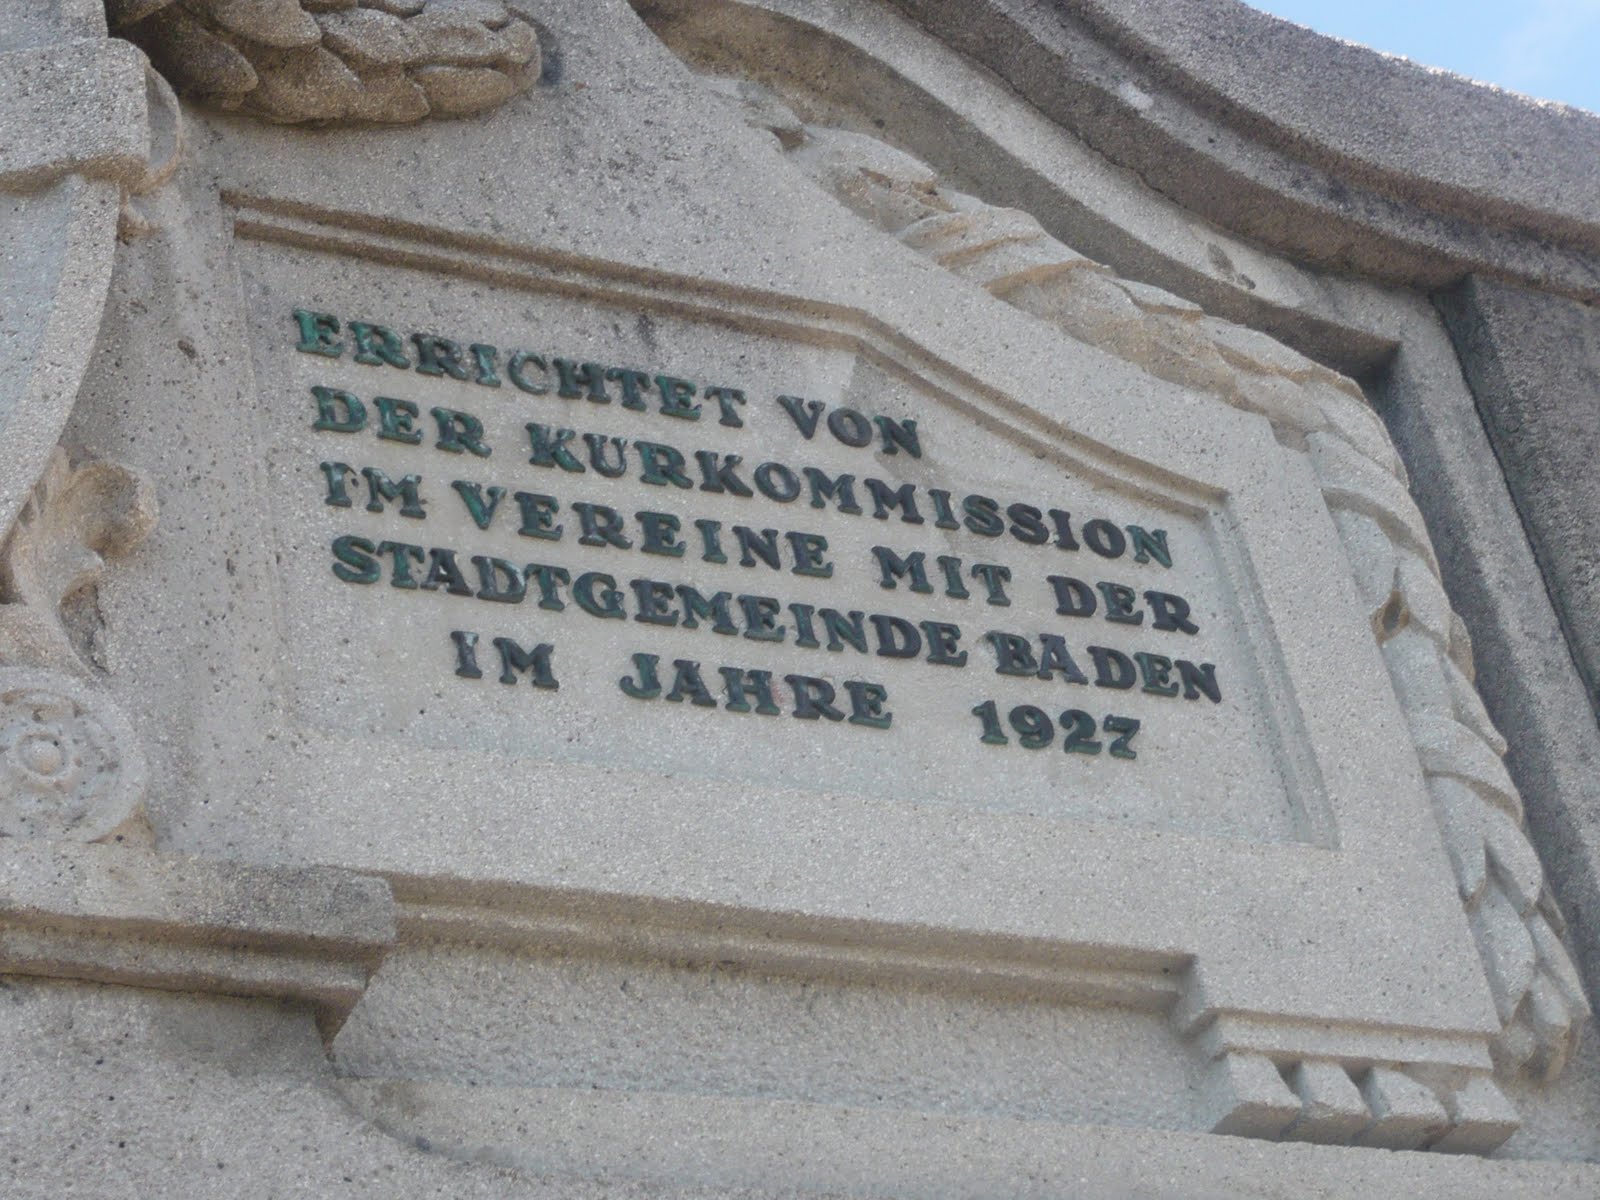 ERRICHTET VON
DER KURKOMMISSION
IM VEREINE MIT DER
STADTGEMEINDE BADEN
IM JAHRE 1927